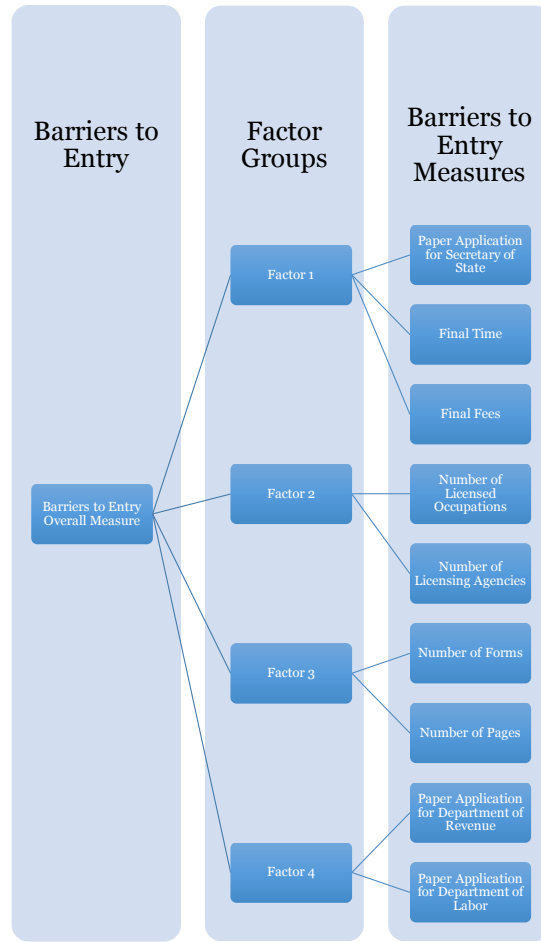 Barriers to
Entry
Factor
Groups
Barriers to
Entry
Measures
Barriers to Entry
Overall Measure
Factor 1
Paper Application
for Secretary of
State
Final Time
Final Fees
Factor 2
Number of
Licensed
Occupations
Number of
Licensing Agencies
Factor 3
Number of Forms
Number of Pages
Factor 4
Paper Application
for Department of
Revenue
Paper Application
for Department of
Labor